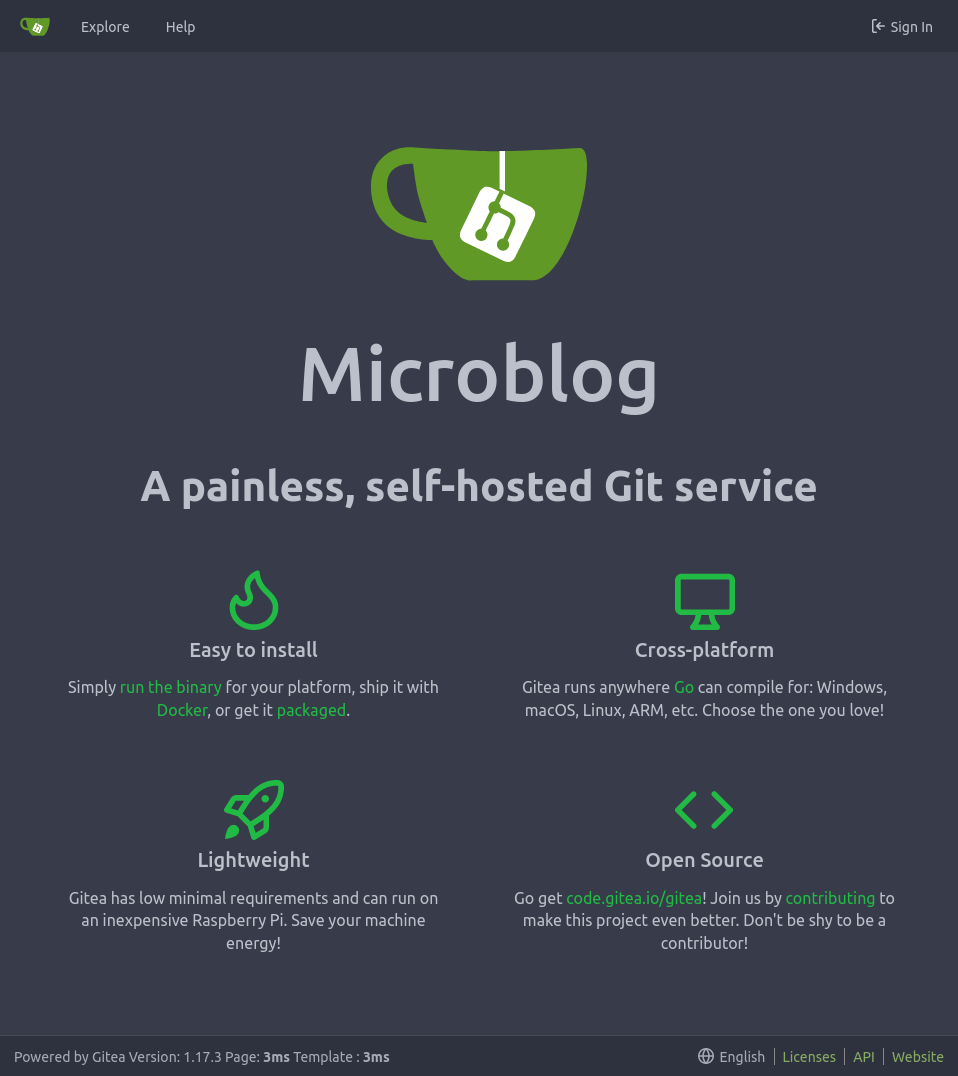 Explore Help Sign In
Microblog
A painless, self-hosted Git service
Easy to install
Simply run the binary for your platform, ship it with
Docker, or get it packaged.
Cross-platform
Gitea runs anywhere Go can compile for: Windows,
macOS, Linux, ARM, etc. Choose the one you love!
Lightweight
Gitea has low minimal requirements and can run on
an inexpensive Raspberry Pi. Save your machine
energy!
Open Source
Go get code.gitea.io/gitea! Join us by contributing to
make this project even better. Don't be shy to be a
contributor!
Powered by Gitea Version: 1.17.3 Page: 3ms Template : 3ms English Licenses API Website